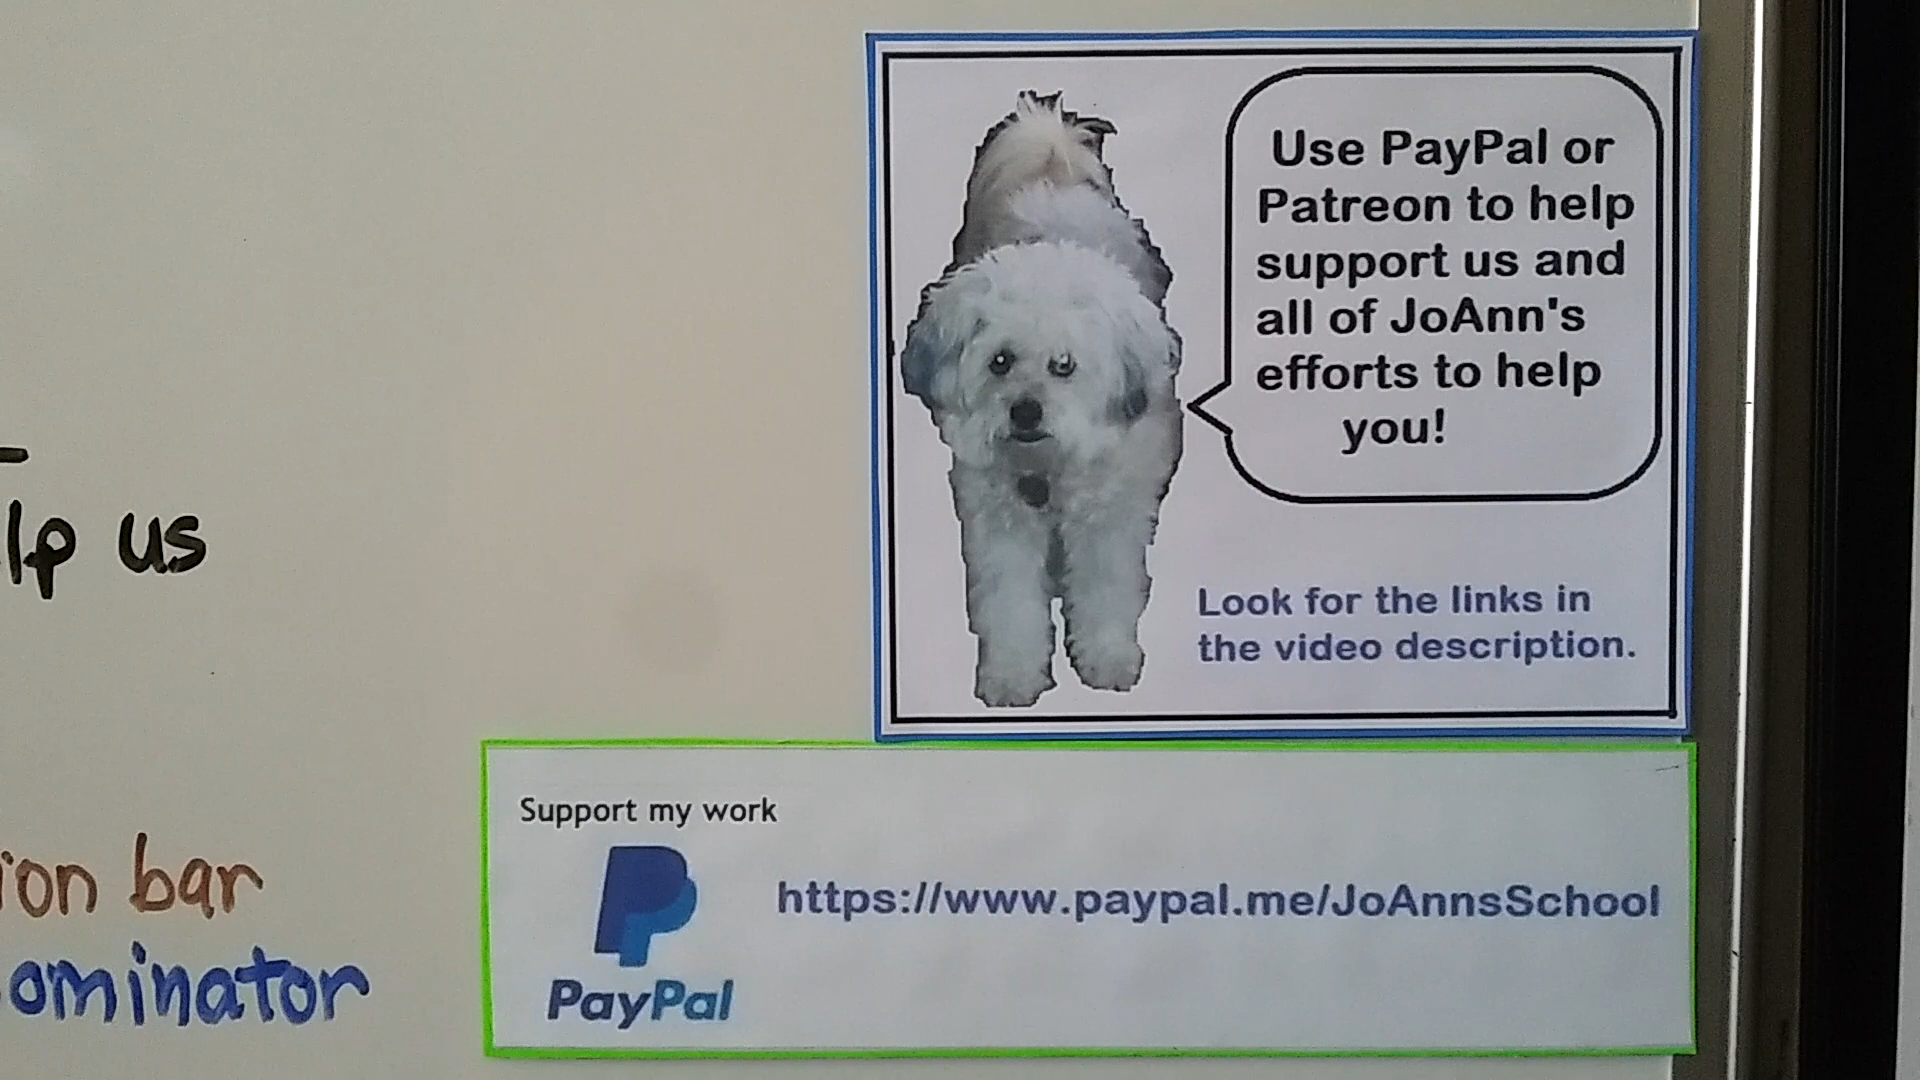 Use PayPal or
Patreon to help
support us and
all of JoAnn's
efforts to help
you!
Look for the links in
the video description.
lp us
ion bar
ominator
Support my work
PayPal
https://www.paypal.me/JoAnnsSchool